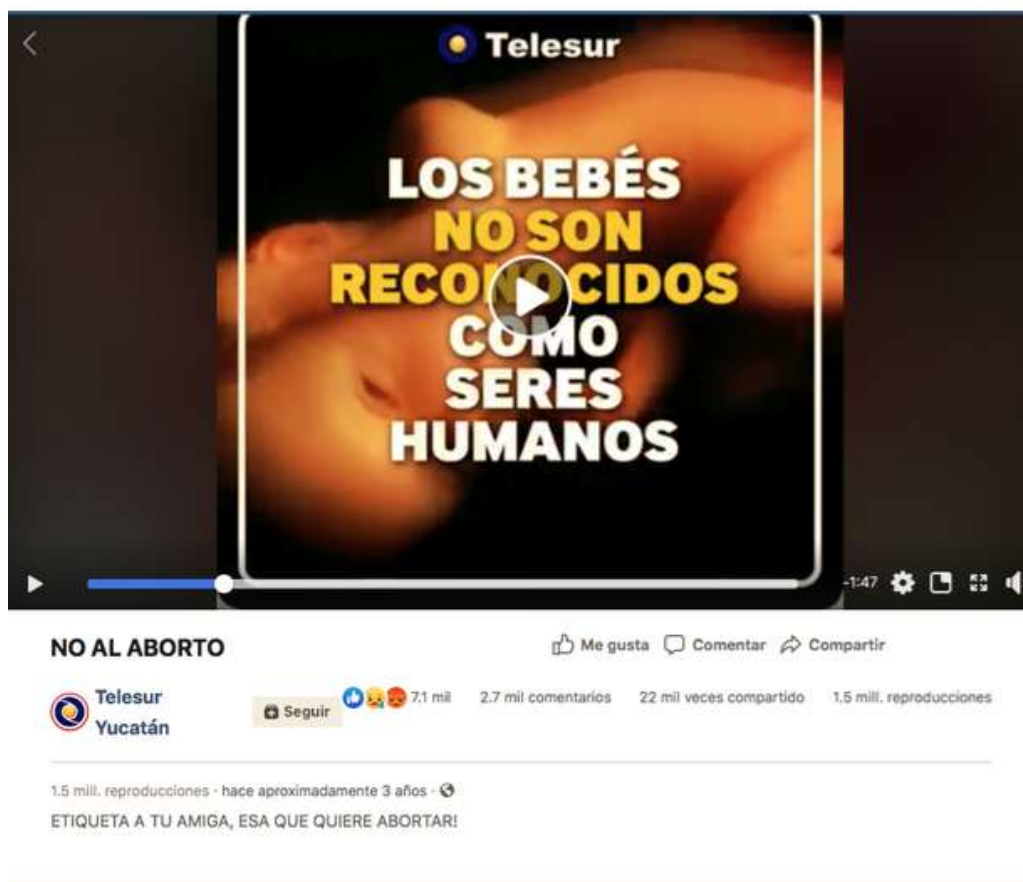 Telesur
LOS BEBÉS
NO SON
RECONOCIDOS
COMO
SERES
HUMANOS
-1:47
NO AL ABORTO
Me gusta Comentar Compartir
Telesur
Yucatán
Seguir
7.1 mil 2.7 mil comentarios 22 mil veces compartido 1.5 mill. reproducciones
1.5 mill. reproducciones · hace aproximadamente 3 años ·
ETIQUETA A TU AMIGA, ESA QUE QUIERE ABORTAR!